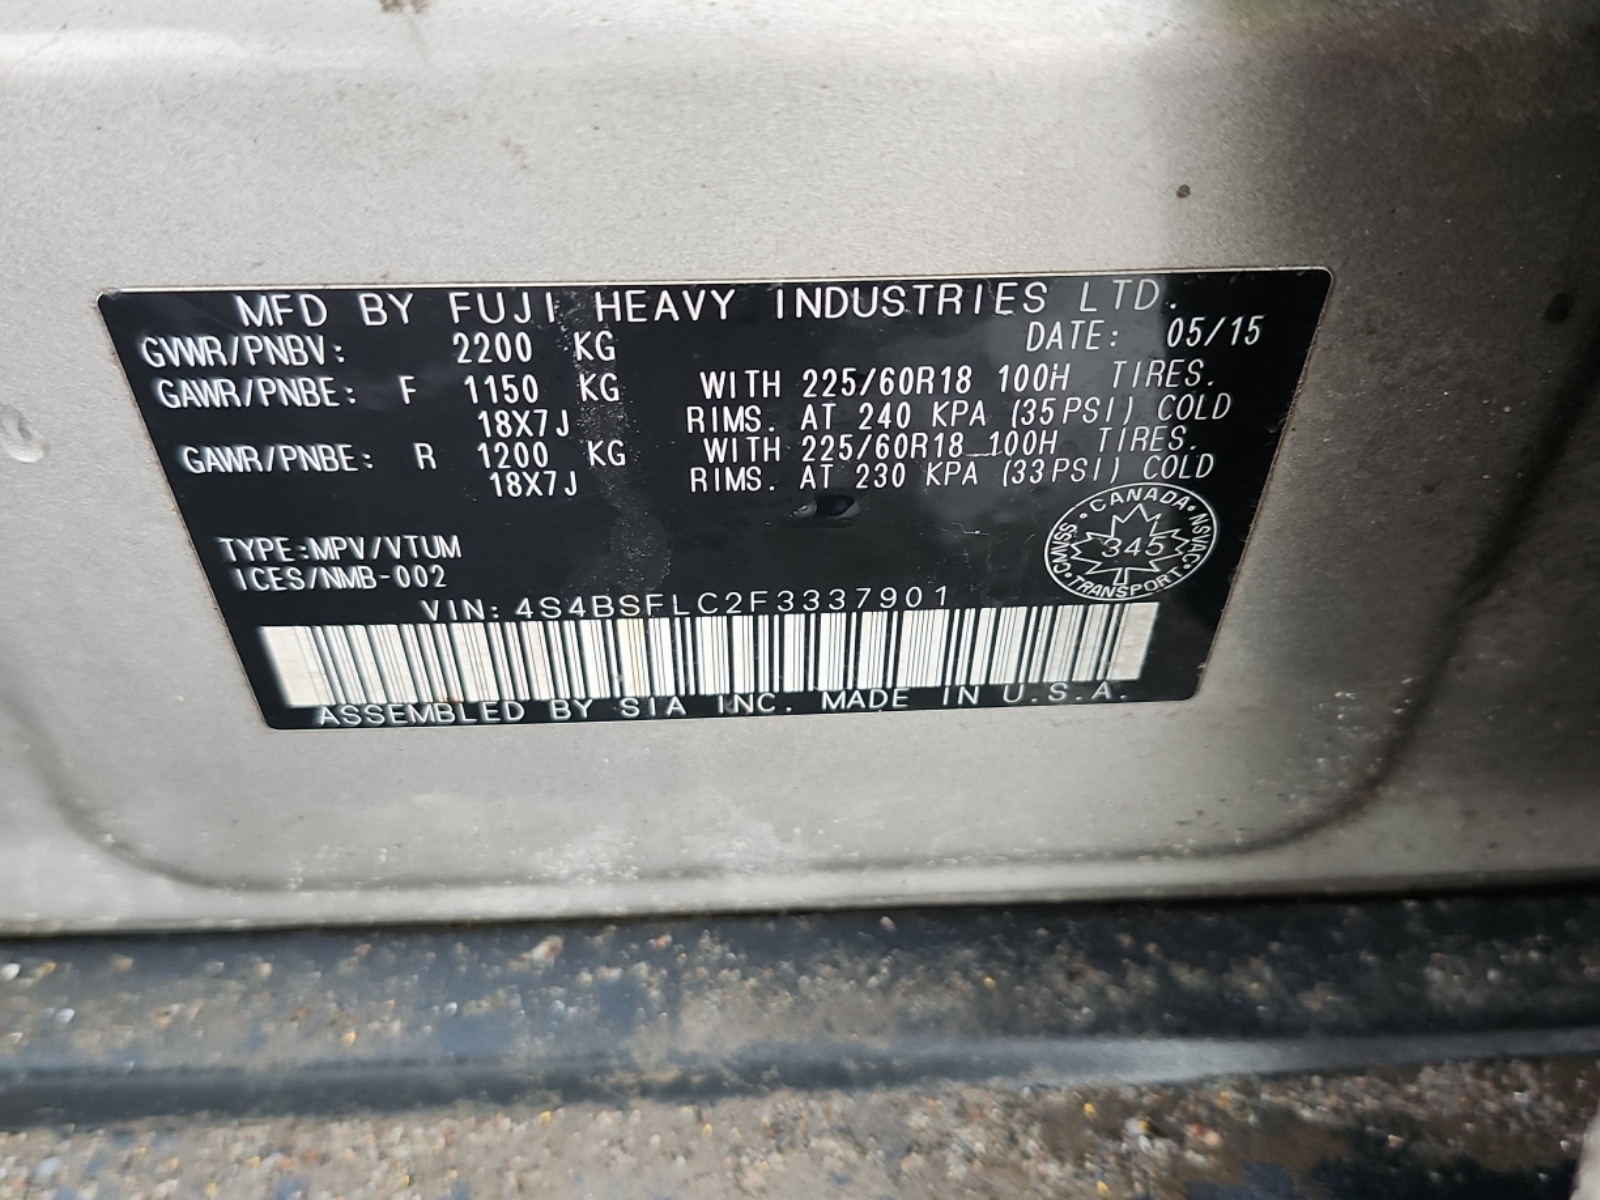 MFD BY FUJI HEAVY INDUSTRIES LTD.
GVWR/PNBV: 2200 KG DATE: 05/15
GAWR/PNBE: F 1150 KG WITH 225/60R18 100H TIRES.
18X7J RIMS. AT 240 KPA (35PSI) COLD
GAWR/PNBE: R 1200 KG WITH 225/60R18 100H TIRES.
18X7J RIMS. AT 230 KPA (33PSI) COLD
CANADA
CMVSS 345 NSVAC
TRANSPORT
TYPE:MPV/VTUM
ICES/NMB-002
VIN: 4S4BSFLC2F3337901
ASSEMBLED BY SIA INC. MADE IN U.S.A.